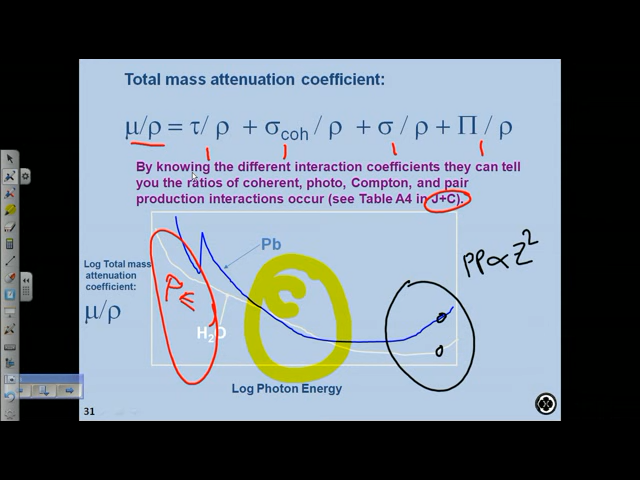 Total mass attenuation coefficient:
μ/ρ = τ/ ρ + σcoh / ρ + σ / ρ + Π / ρ
By knowing the different interaction coefficients they can tell
you the ratios of coherent, photo, Compton, and pair
production interactions occur (see Table A4 in J+C).
Pb
PP∝Z²
Log Total mass
attenuation
coefficient:
μ/ρ
PE
C
H₂O
Log Photon Energy
31